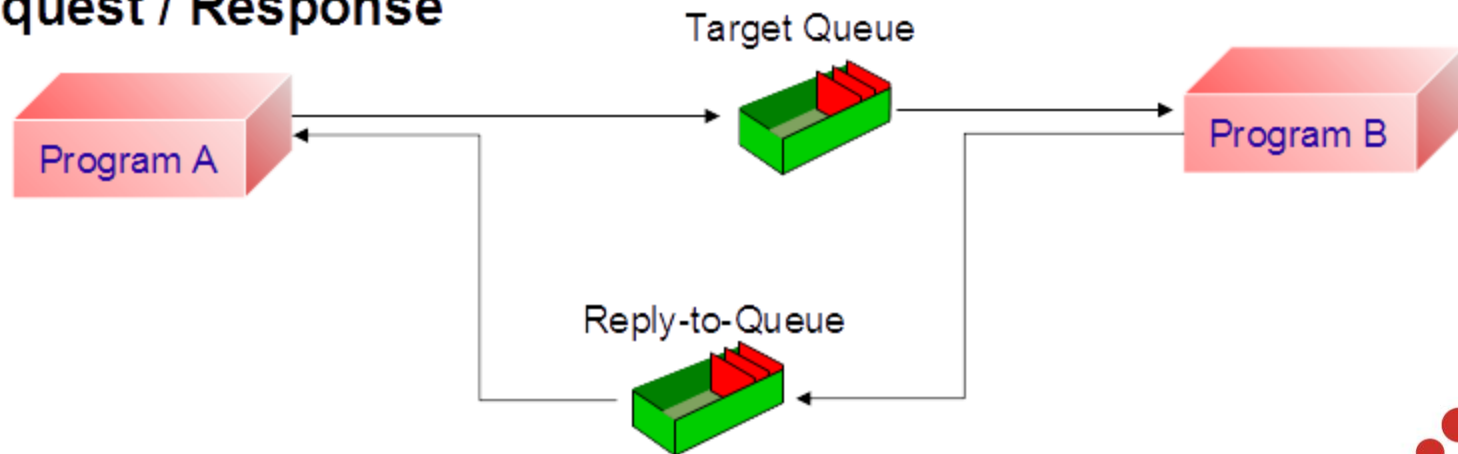 quest / Response
Target Queue
Program A
Program B
Reply-to-Queue